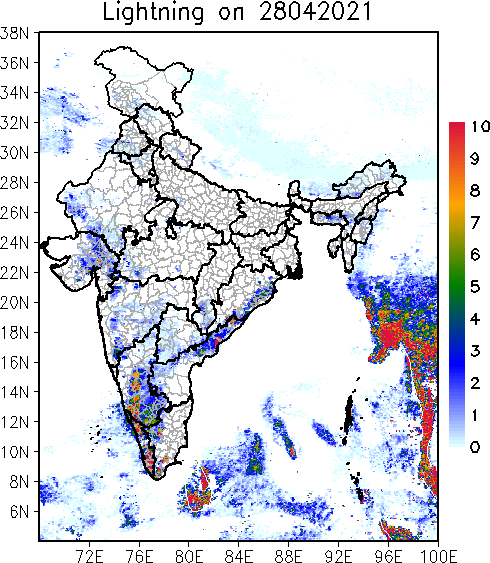 Lightning on 28042021
38N
36N
34N
32N
30N
28N
26N
24N
22N
20N
18N
16N
14N
12N
10N
8N
6N
72E 76E 80E 84E 88E 92E 96E 100E
10
9
8
7
6
5
4
3
2
1
0